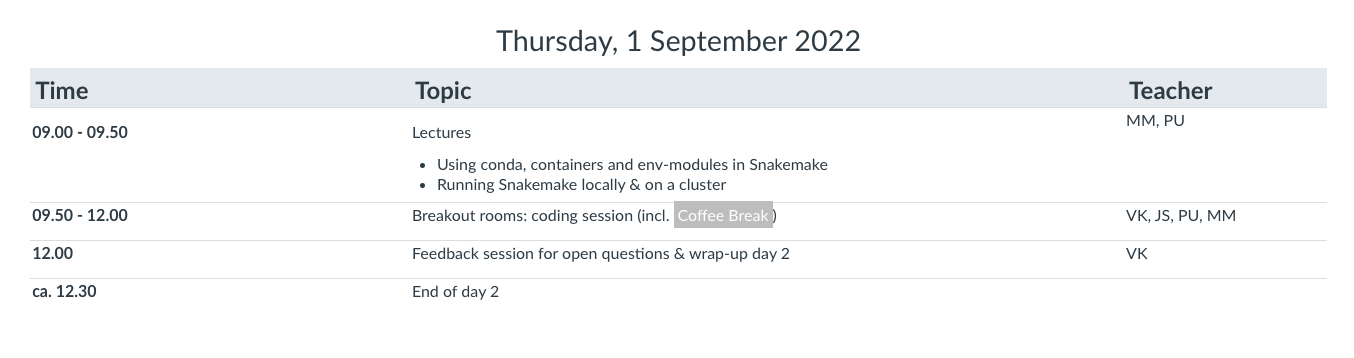 Thursday, 1 September 2022
Time Topic Teacher
09.00 - 09.50 Lectures MM, PU
• Using conda, containers and env-modules in Snakemake
• Running Snakemake locally & on a cluster
09.50 - 12.00 Breakout rooms: coding session (incl. Coffee Break) VK, JS, PU, MM
12.00 Feedback session for open questions & wrap-up day 2 VK
ca. 12.30 End of day 2